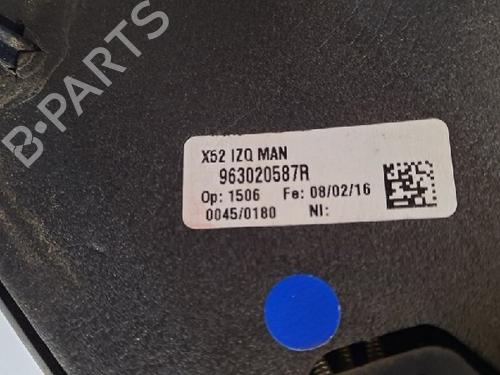 B-PARTS
X52 IZQ MAN
963020587R
Op: 1506 Fe: 08/02/16
0045/0180 NI: